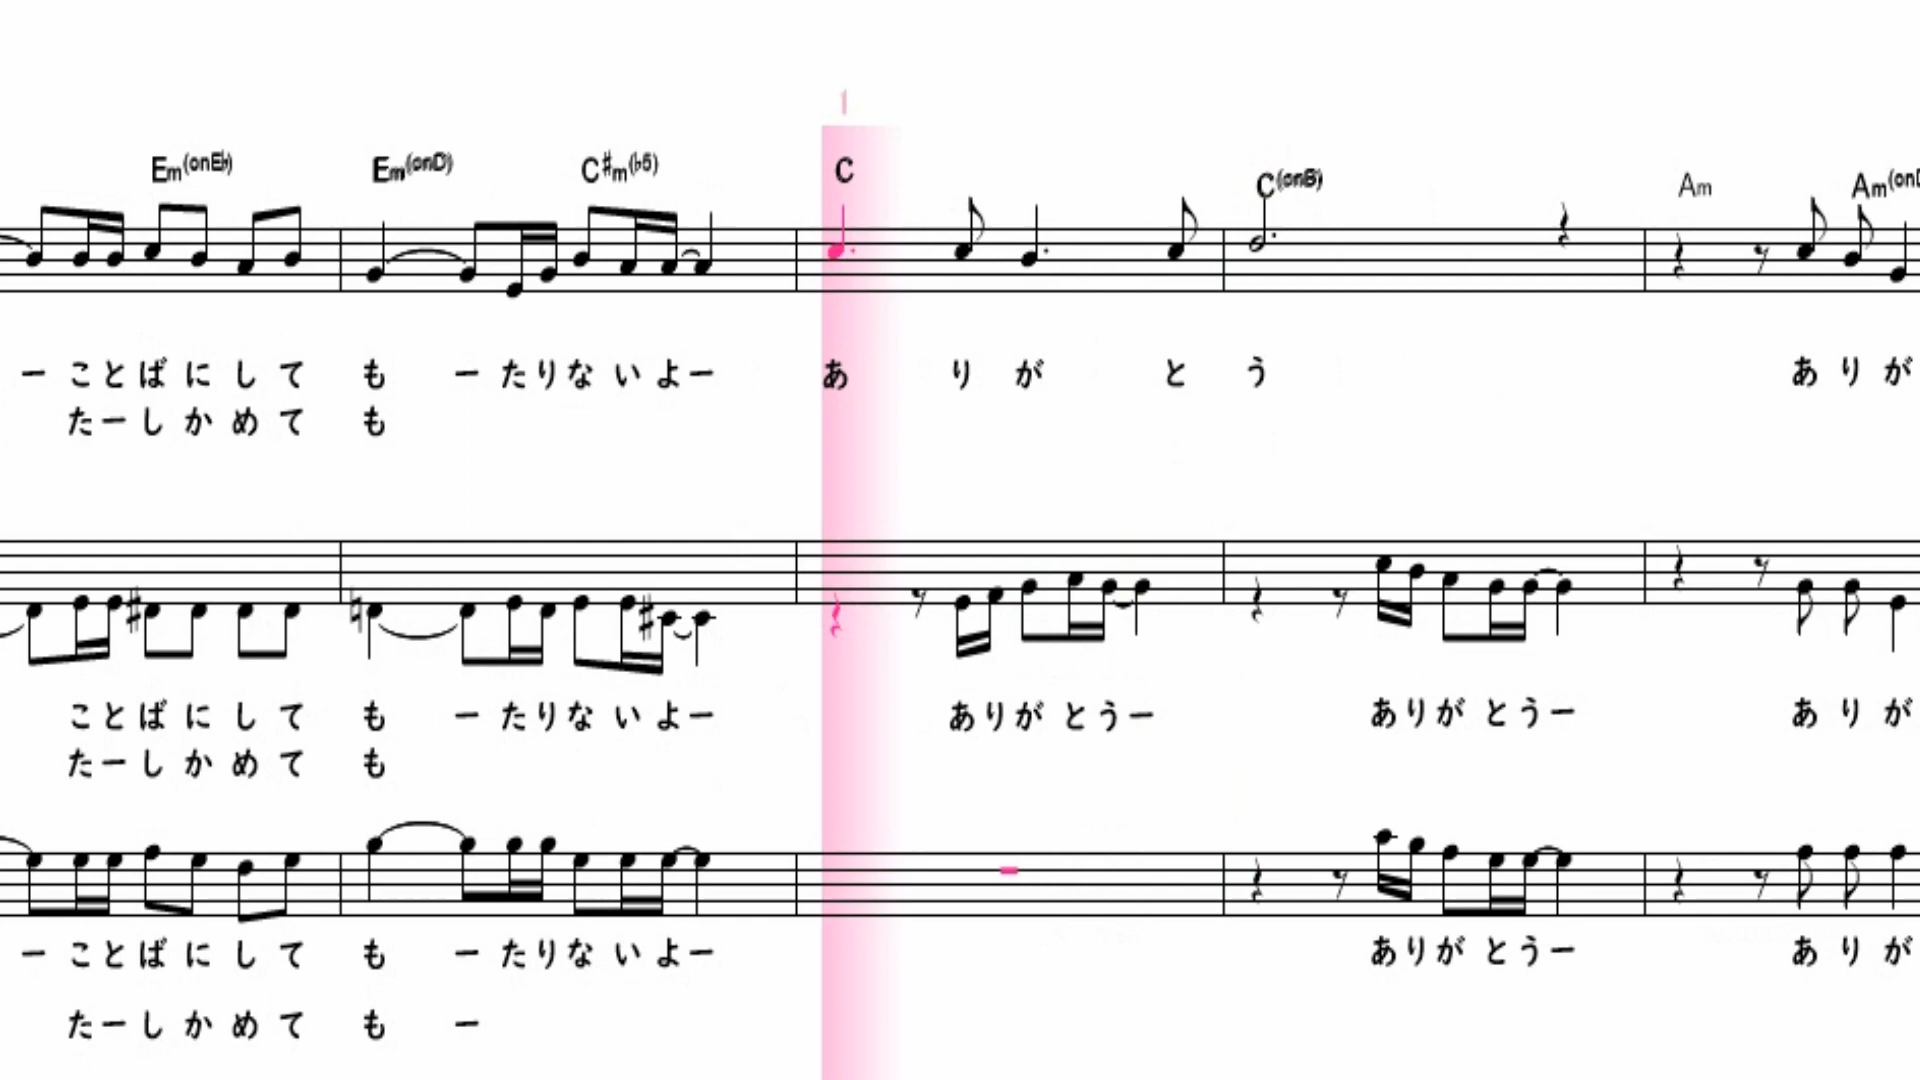 1
Em(onE♭) Em(onD) C♯m(♭5) C C(onB) Am Am(on
ーことばにして もーたりないよー ありがとう ありが
たーしかめて も
ことばにして もーたりないよー ありがとうー ありがとうー ありが
たーしかめて も
ーことばにして もーたりないよー ありがとうー ありが
たーしかめて もー